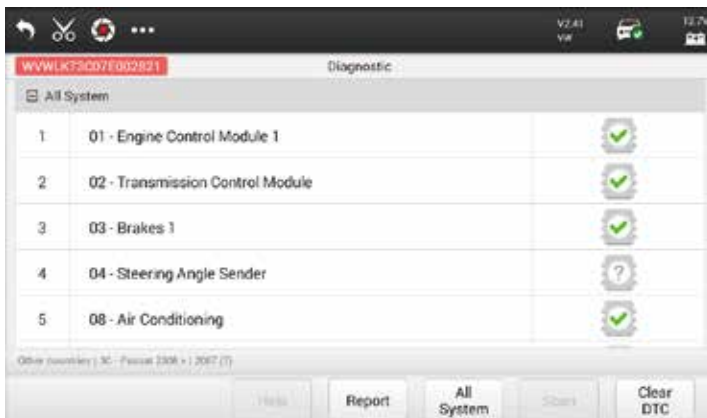 V2.41
VW
12.7V
Diagnostic
All System
1 01 - Engine Control Module 1
2 02 - Transmission Control Module
3 03 - Brakes 1
4 04 - Steering Angle Sender
?
5 08 - Air Conditioning
Help Report All System Start Clear DTC